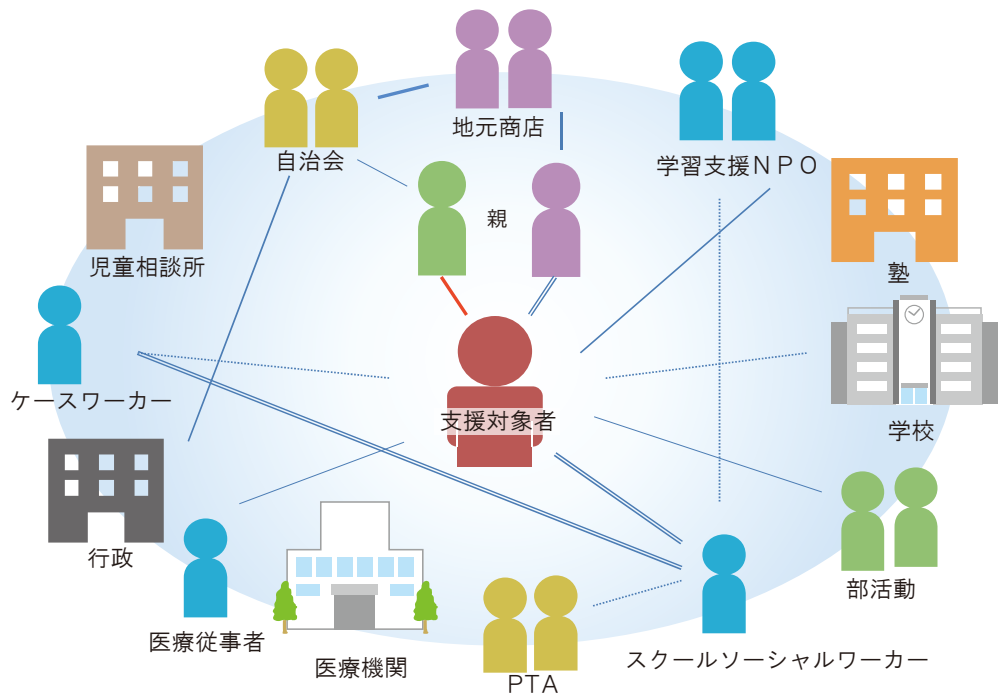 地元商店
自治会
学習支援ＮＰＯ
親
児童相談所
塾
ケースワーカー
支援対象者
学校
行政
部活動
医療従事者
医療機関
スクールソーシャルワーカー
PTA